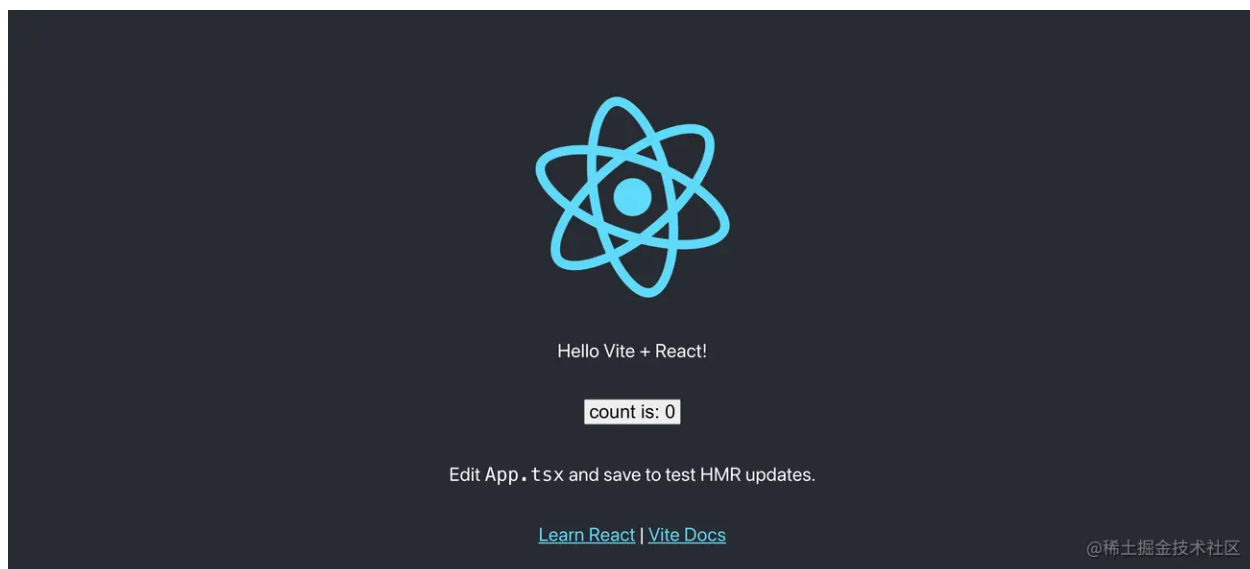 Hello Vite + React!
count is: 0
Edit App.tsx and save to test HMR updates.
Learn React | Vite Docs
@稀土掘金技术社区